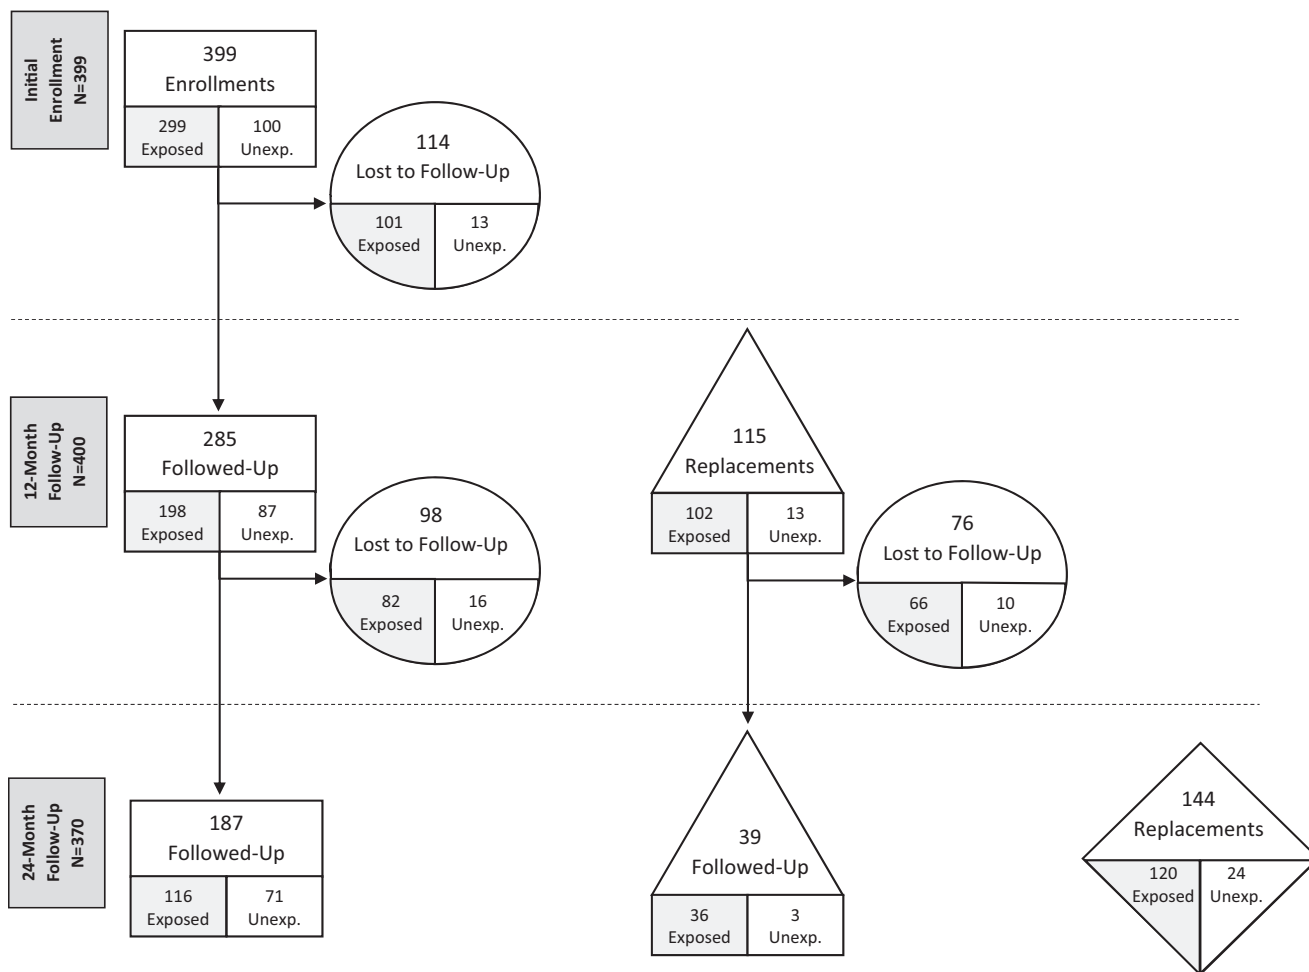 Initial
Enrollment
N=399
399
Enrollments
299
Exposed
100
Unexp.
114
Lost to Follow-Up
101
Exposed
13
Unexp.
12-Month
Follow-Up
N=400
285
Followed-Up
198
Exposed
87
Unexp.
98
Lost to Follow-Up
82
Exposed
16
Unexp.
115
Replacements
102
Exposed
13
Unexp.
76
Lost to Follow-Up
66
Exposed
10
Unexp.
24-Month
Follow-Up
N=370
187
Followed-Up
116
Exposed
71
Unexp.
39
Followed-Up
36
Exposed
3
Unexp.
144
Replacements
120
Exposed
24
Unexp.